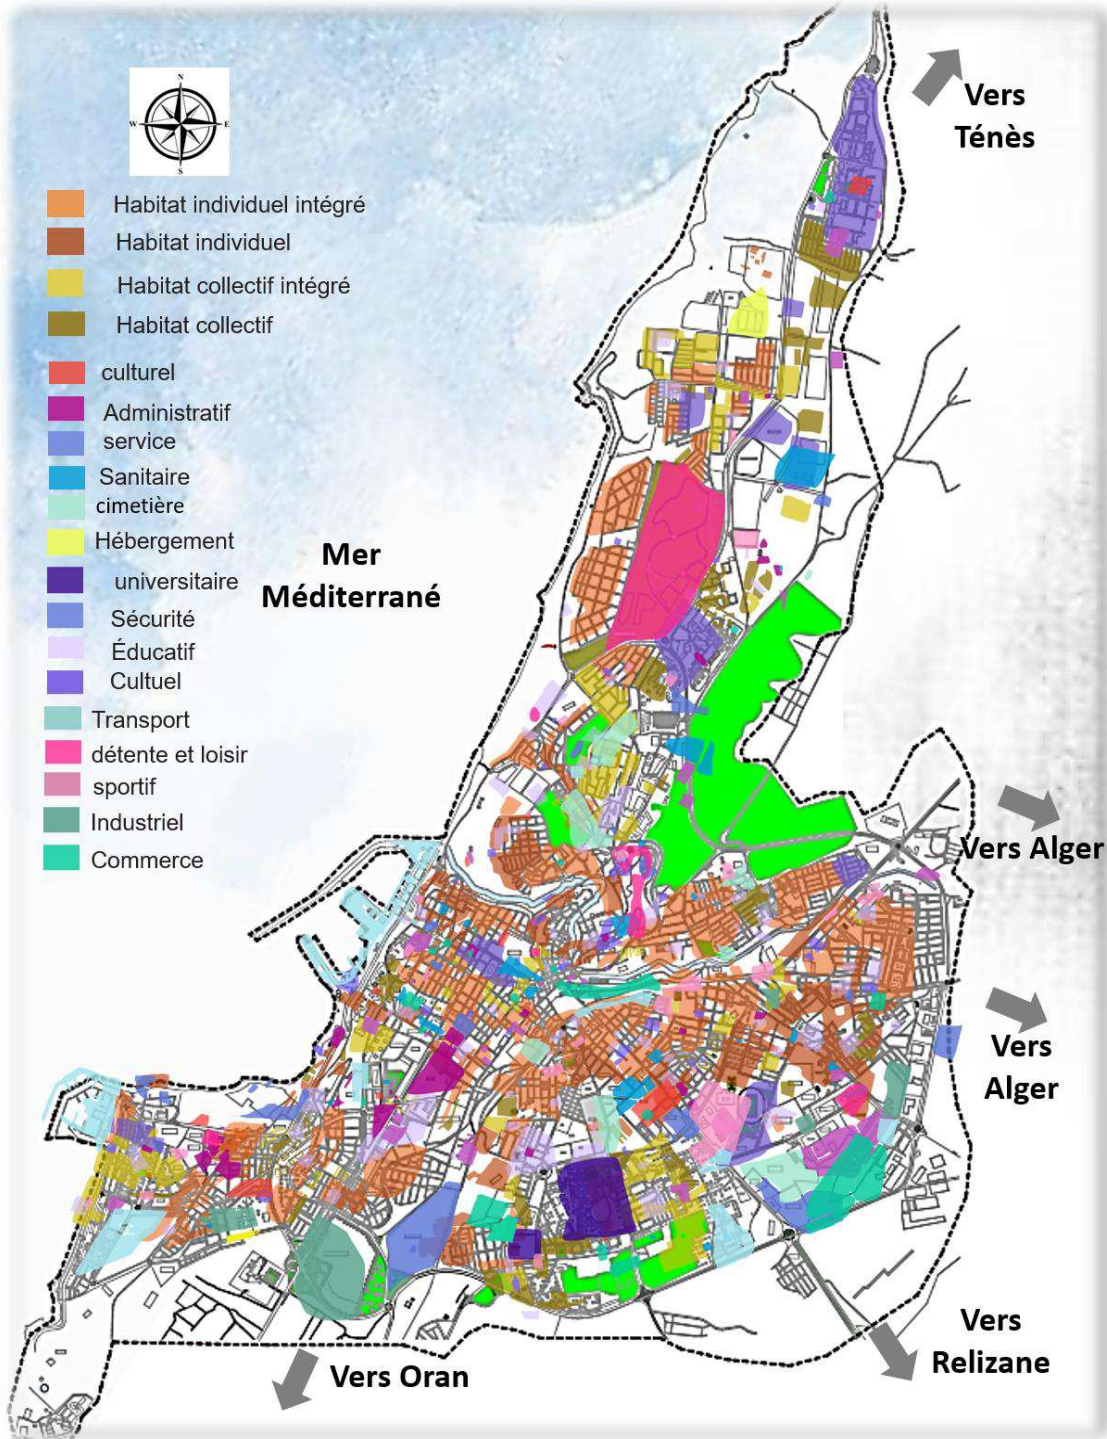 N
W
E
S
Habitat individuel intégré
Habitat individuel
Habitat collectif intégré
Habitat collectif
culturel
Administratif
service
Sanitaire
cimetière
Hébergement
universitaire
Sécurité
Éducatif
Cultuel
Transport
détente et loisir
sportif
Industriel
Commerce
Mer
Méditerrané
Vers
Ténès
Vers Alger
Vers
Alger
Vers
Relizane
Vers Oran